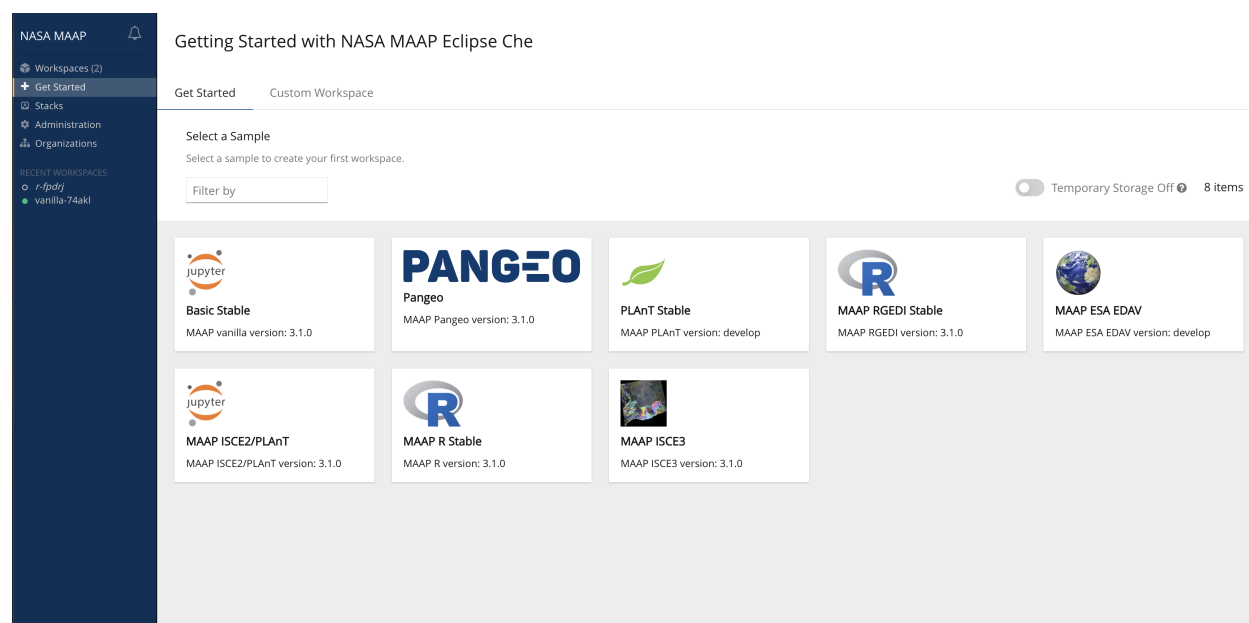 NASA MAAP
Workspaces (2)
Get Started
Stacks
Administration
Organizations
RECENT WORKSPACES
r-fpdrj
vanilla-74akl
Getting Started with NASA MAAP Eclipse Che
Get Started
Custom Workspace
Select a Sample
Select a sample to create your first workspace.
Filter by
Temporary Storage Off ?
8 items
jupyter
Basic Stable
MAAP vanilla version: 3.1.0
PANGEO
Pangeo
MAAP Pangeo version: 3.1.0
PLAnT Stable
MAAP PLAnT version: develop
R
MAAP RGEDI Stable
MAAP RGEDI version: 3.1.0
MAAP ESA EDAV
MAAP ESA EDAV version: develop
jupyter
MAAP ISCE2/PLAnT
MAAP ISCE2/PLAnT version: 3.1.0
R
MAAP R Stable
MAAP R version: 3.1.0
MAAP ISCE3
MAAP ISCE3 version: 3.1.0